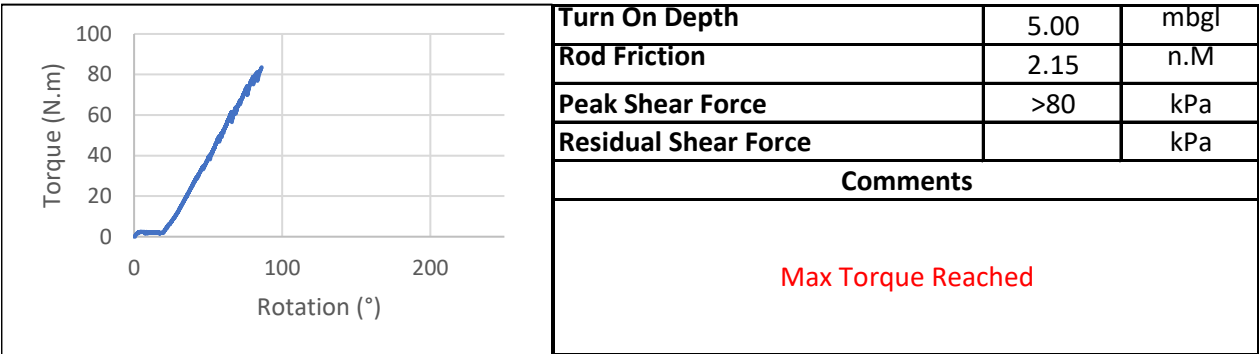 100
80
60
40
20
0
0 100 200
Torque (N.m)
Rotation (°)
Turn On Depth 5.00 mbgl
Rod Friction 2.15 n.M
Peak Shear Force >80 kPa
Residual Shear Force kPa
Comments
Max Torque Reached